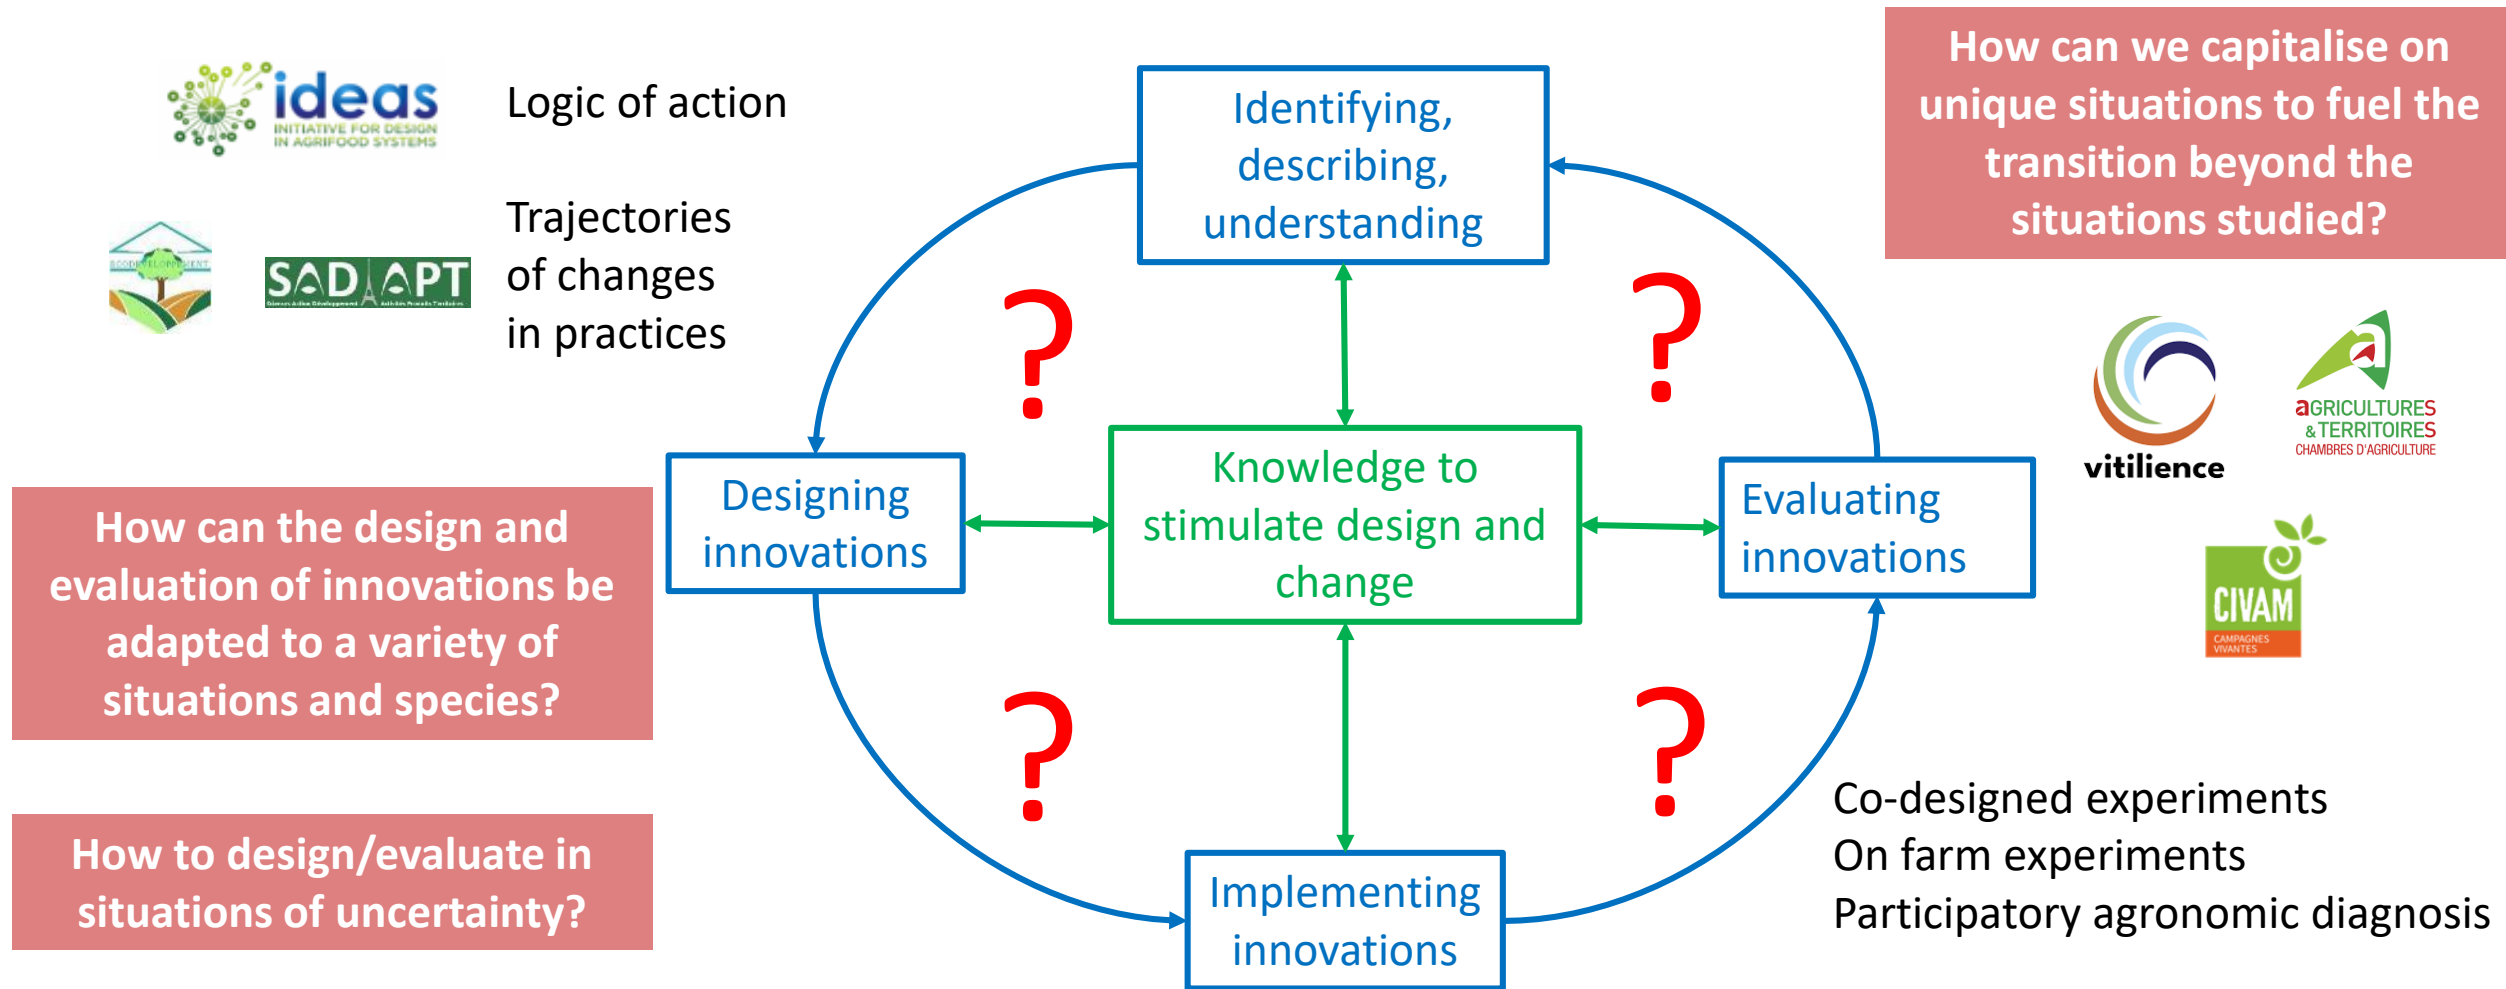 ideas
INITIATIVE FOR DESIGN
IN AGRIFOOD SYSTEMS
Logic of action
Trajectories
of changes
in practices
SAD APT
Identifying,
describing,
understanding
How can we capitalise on
unique situations to fuel the
transition beyond the
situations studied?
?
?
vitilience
aGRICULTURES
& TERRITOIRES
CHAMBRES D'AGRICULTURE
Designing
innovations
Knowledge to
stimulate design and
change
Evaluating
innovations
CIVAM
CAMPAGNES
VIVANTES
How can the design and
evaluation of innovations be
adapted to a variety of
situations and species?
?
?
How to design/evaluate in
situations of uncertainty?
Implementing
innovations
Co-designed experiments
On farm experiments
Participatory agronomic diagnosis